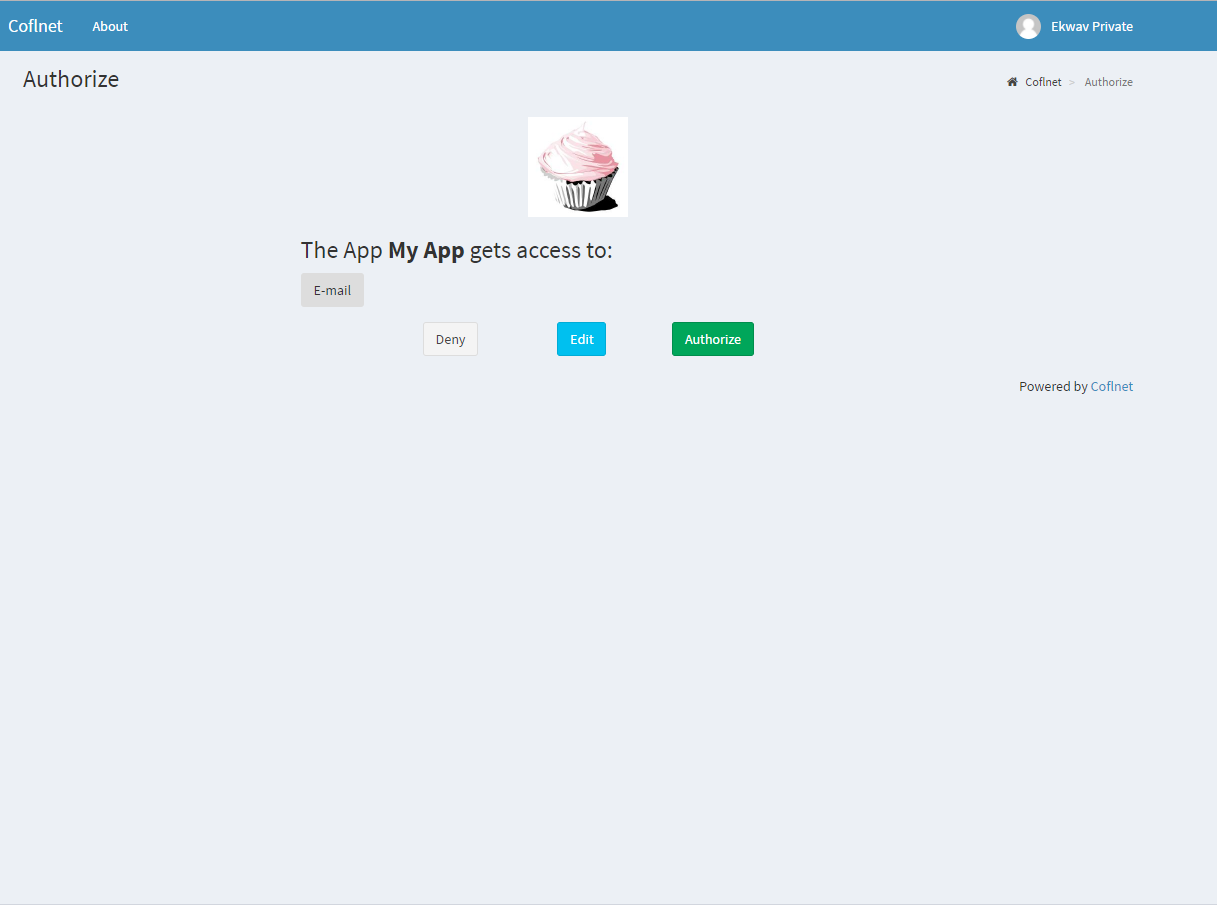 Coflnet About Ekwav Private
Authorize
Coflnet > Authorize
The App My App gets access to:
E-mail
Deny Edit Authorize
Powered by Coflnet